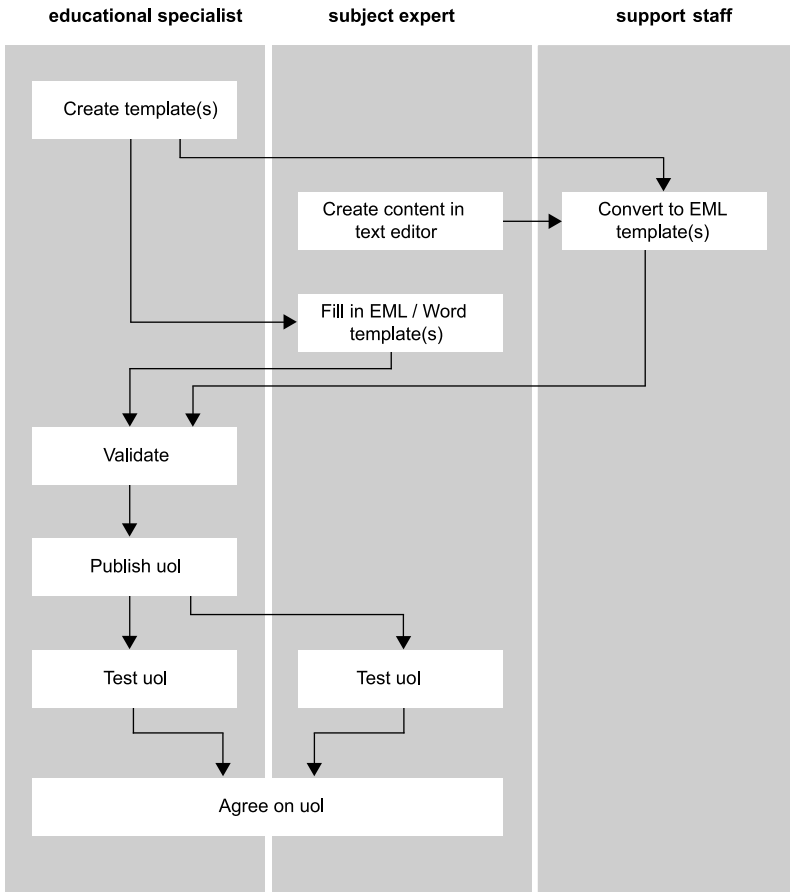 educational specialist
subject expert
support staff
Create template(s)
Create content in
text editor
Convert to EML
template(s)
Fill in EML / Word
template(s)
Validate
Publish uol
Test uol
Test uol
Agree on uol